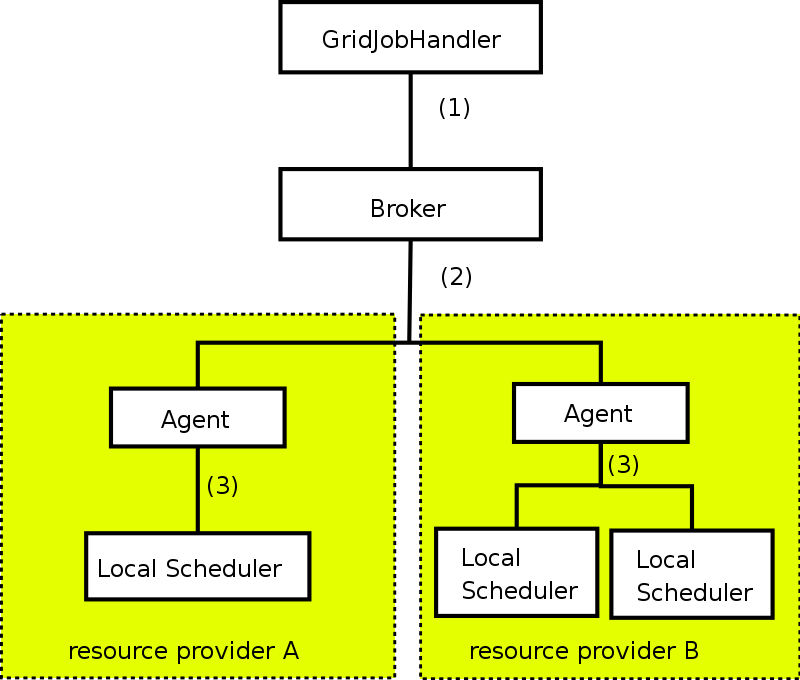 GridJobHandler
(1)
Broker
(2)
Agent
Agent
(3)
(3)
Local Scheduler
Local
Scheduler
Local
Scheduler
resource provider A
resource provider B